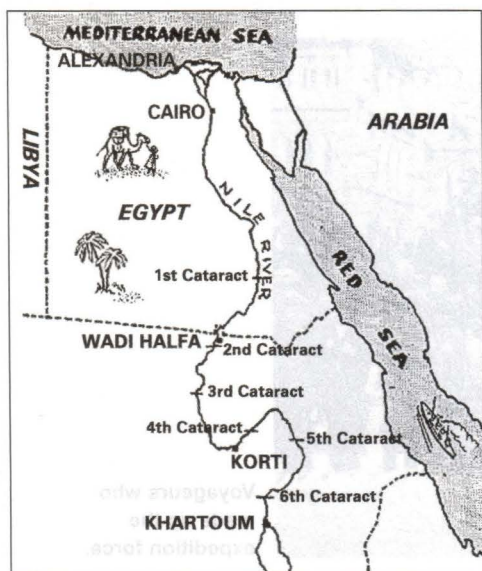 MEDITERRANEAN SEA
ALEXANDRIA
CAIRO
ARABIA
LIBYA
EGYPT
NILE RIVER
RED SEA
1st Cataract
WADI HALFA
2nd Cataract
3rd Cataract
4th Cataract
5th Cataract
KORTI
6th Cataract
KHARTOUM
Voyageurs who
expedition force.